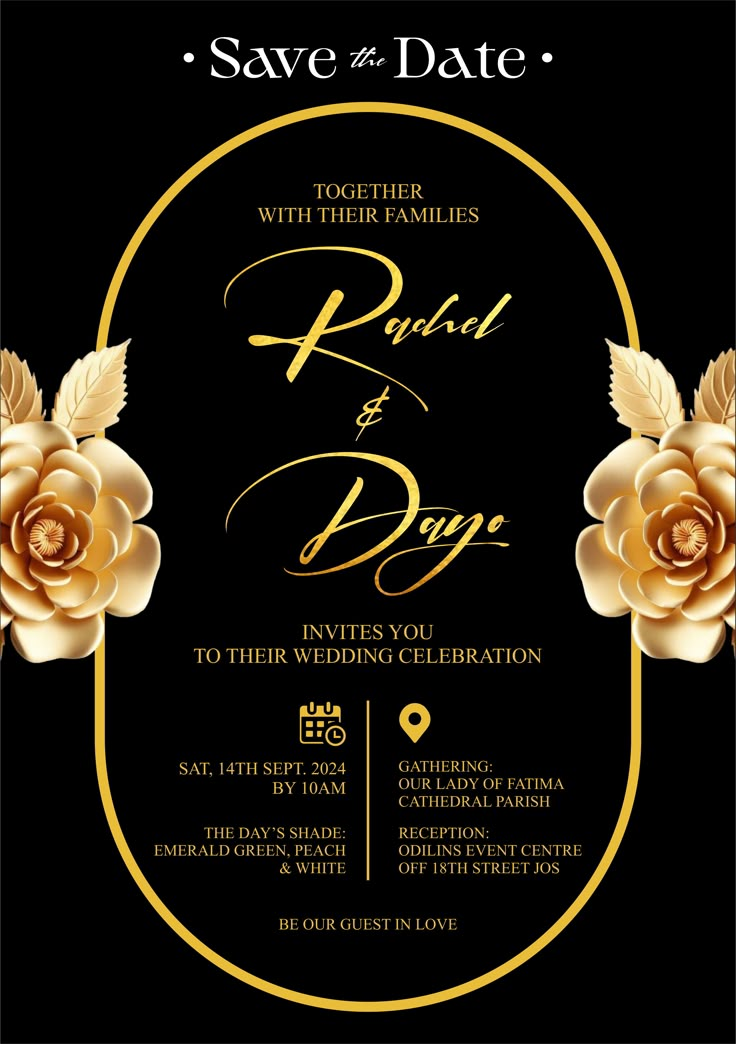 • Save the Date •
TOGETHER
WITH THEIR FAMILIES
Rachel
&
Dayo
INVITES YOU
TO THEIR WEDDING CELEBRATION
SAT, 14TH SEPT. 2024
BY 10AM
THE DAY'S SHADE:
EMERALD GREEN, PEACH
& WHITE
GATHERING:
OUR LADY OF FATIMA
CATHEDRAL PARISH
RECEPTION:
ODILINS EVENT CENTRE
OFF 18TH STREET JOS
BE OUR GUEST IN LOVE